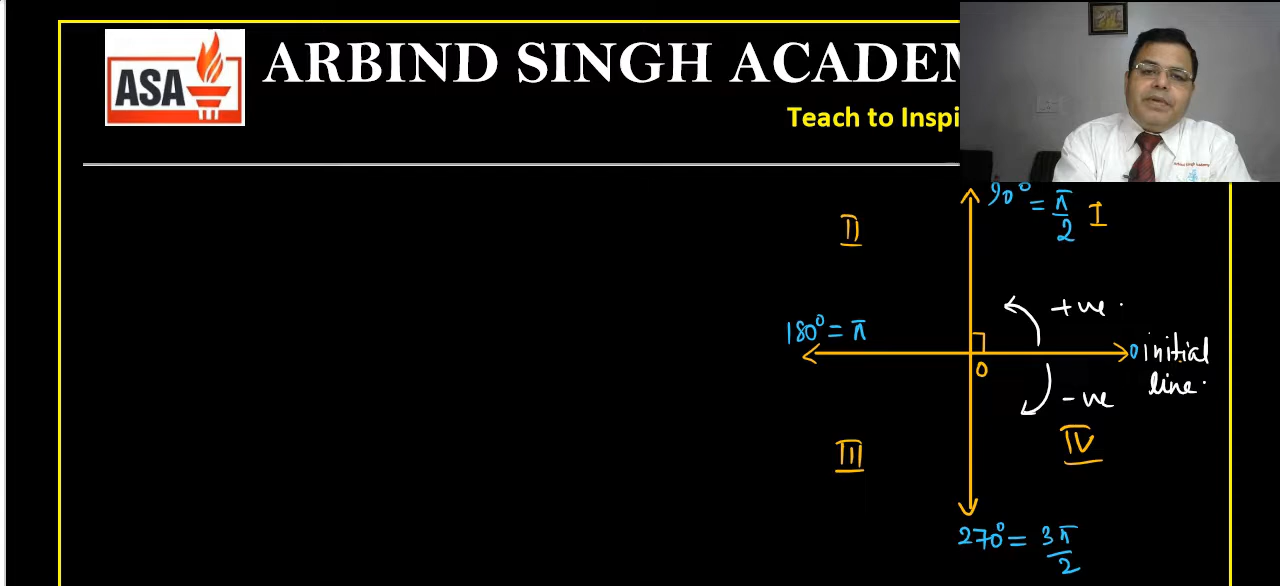 ASA
ARBIND SINGH ACADEM
Teach to Inspi
90° = π/2
I
II
+ve
180° = π
0 initial
line
O
-ve
III
IV
270° = 3π/2